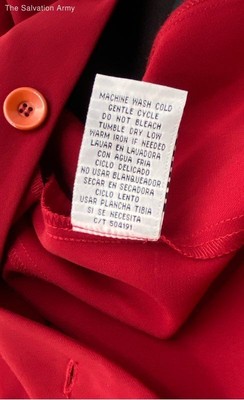 The Salvation Army
MACHINE WASH COLD
GENTLE CYCLE
DO NOT BLEACH
TUMBLE DRY LOW
WARM IRON IF NEEDED
LAVAR EN LAVADORA
CON AGUA FRIA
CICLO DELICADO
NO USAR BLANQUEADOR
SECAR EN SECADORA
CICLO LENTO
USAR PLANCHA TIBIA
SI SE NECESITA
C/T 504191